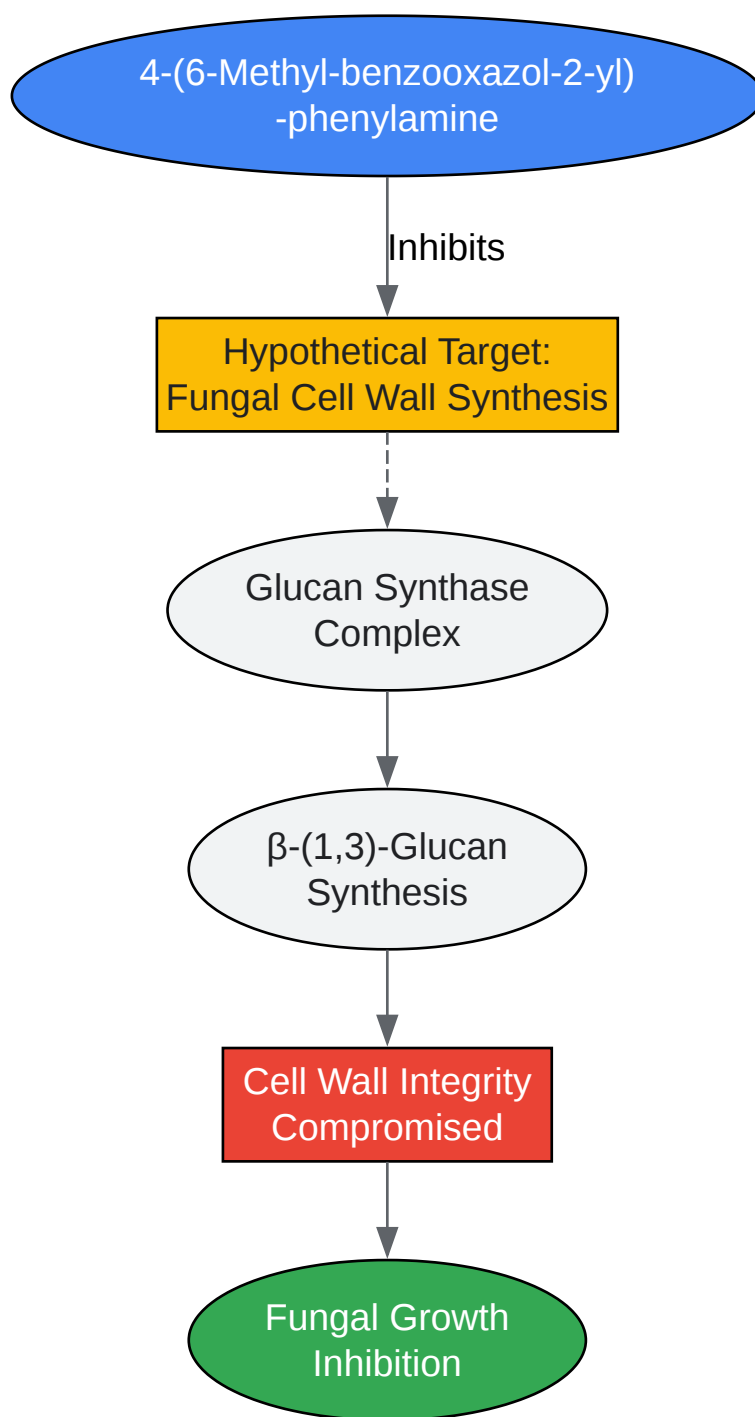 4-(6-Methyl-benzooxazol-2-yl)
-phenylamine
Inhibits
Hypothetical Target:
Fungal Cell Wall Synthesis
Glucan Synthase
Complex
β-(1,3)-Glucan
Synthesis
Cell Wall Integrity
Compromised
Fungal Growth
Inhibition